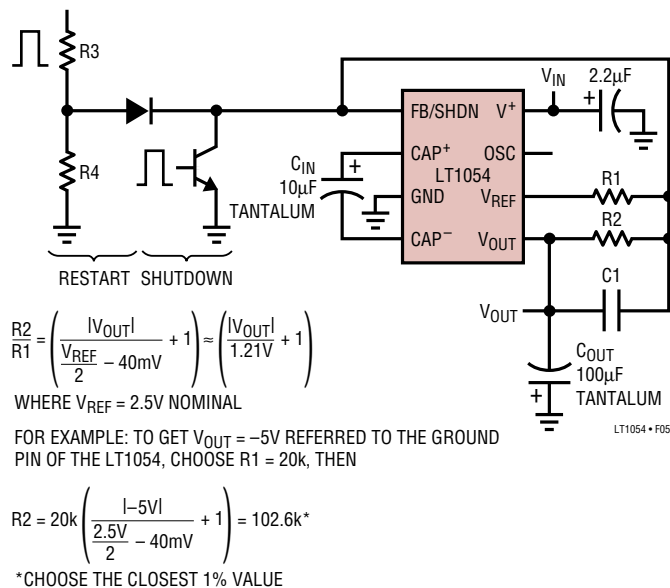 R3
R4
RESTART
SHUTDOWN
V_IN
2.2µF
+
FB/SHDN
V+
CAP+
OSC
LT1054
GND
V_REF
CAP−
V_OUT
C_IN
10µF
TANTALUM
+
R1
R2
C1
V_OUT
C_OUT
100µF
TANTALUM
+
LT1054 • F05
R2/R1 = (|V_OUT| / (V_REF/2 − 40mV) + 1) ≈ (|V_OUT|/1.21V + 1)
WHERE V_REF = 2.5V NOMINAL
FOR EXAMPLE: TO GET V_OUT = –5V REFERRED TO THE GROUND
PIN OF THE LT1054, CHOOSE R1 = 20k, THEN
R2 = 20k (|–5V| / (2.5V/2 − 40mV) + 1) = 102.6k*
*CHOOSE THE CLOSEST 1% VALUE